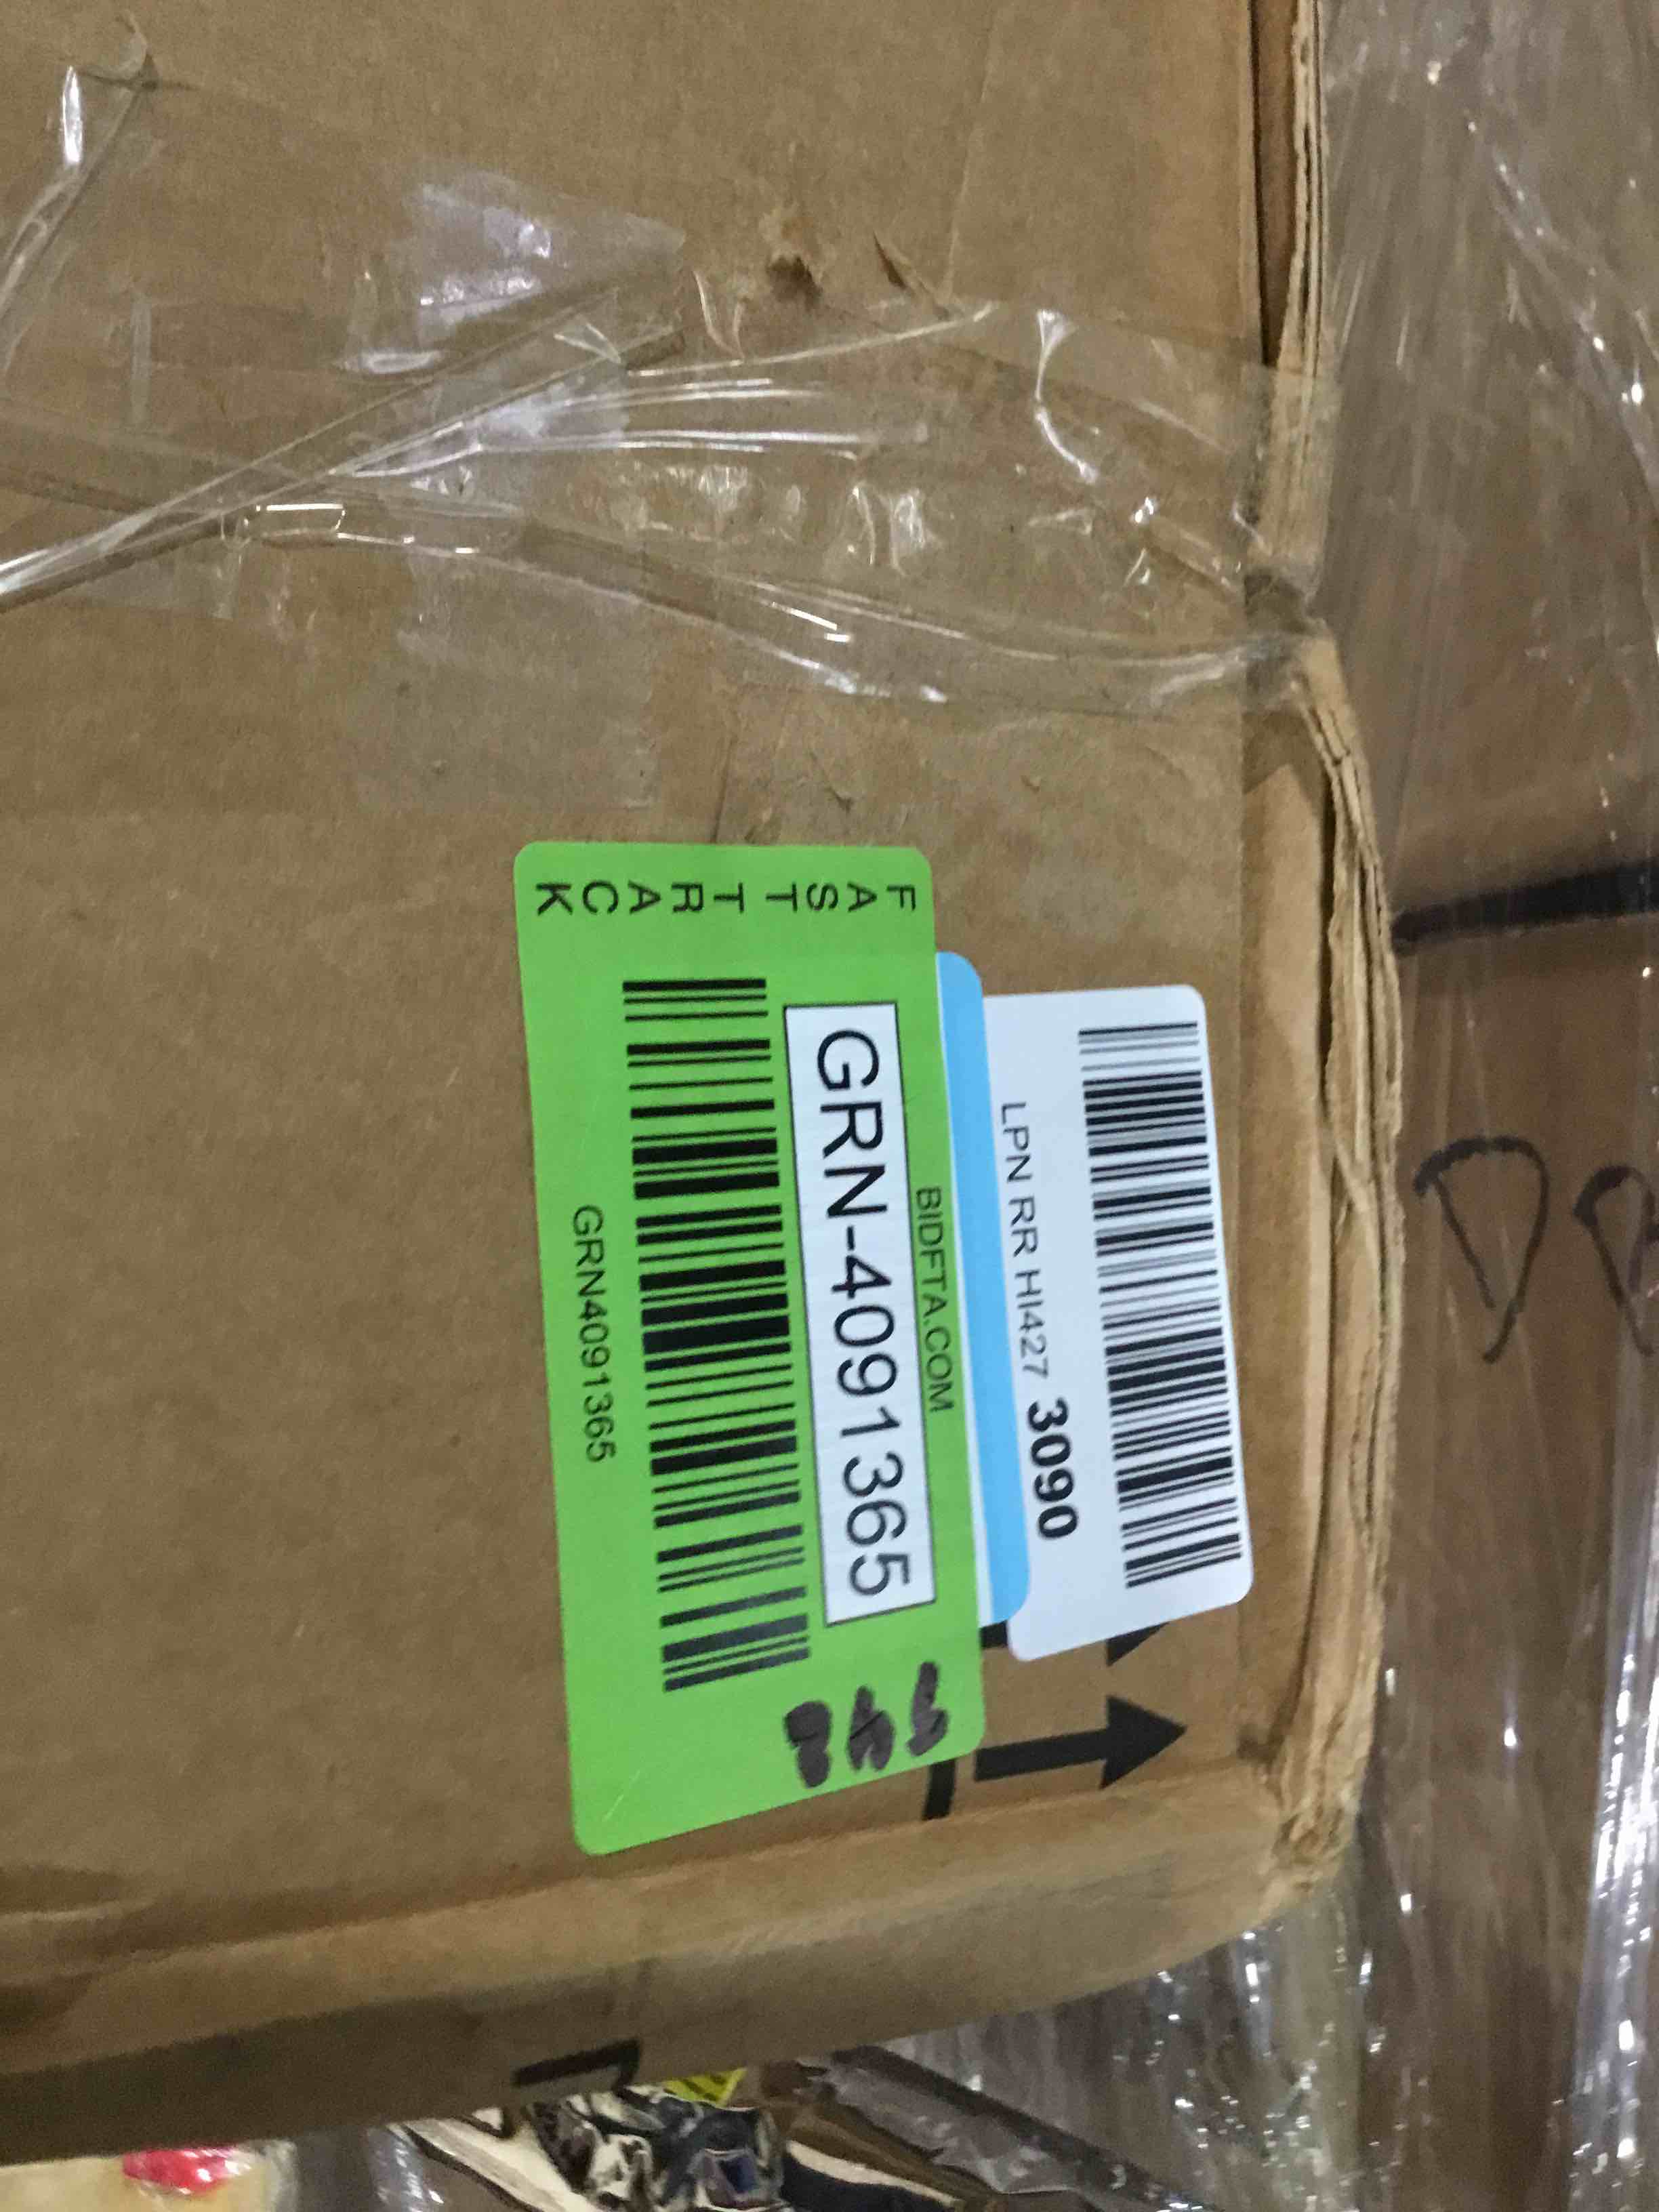 LPN RR HI427 3090
BIDFTA.COM
GRN-4091365
GRN4091365
FAST TRACK